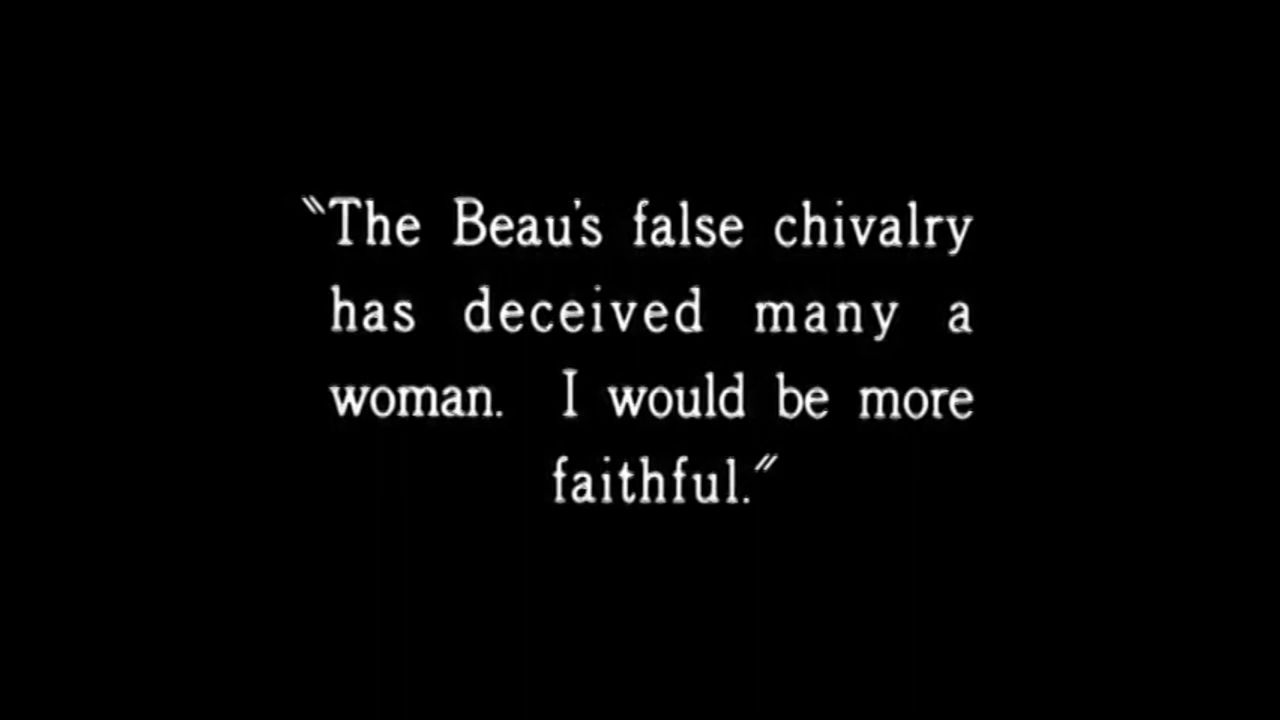 "The Beau's false chivalry
has deceived many a
woman. I would be more
faithful."